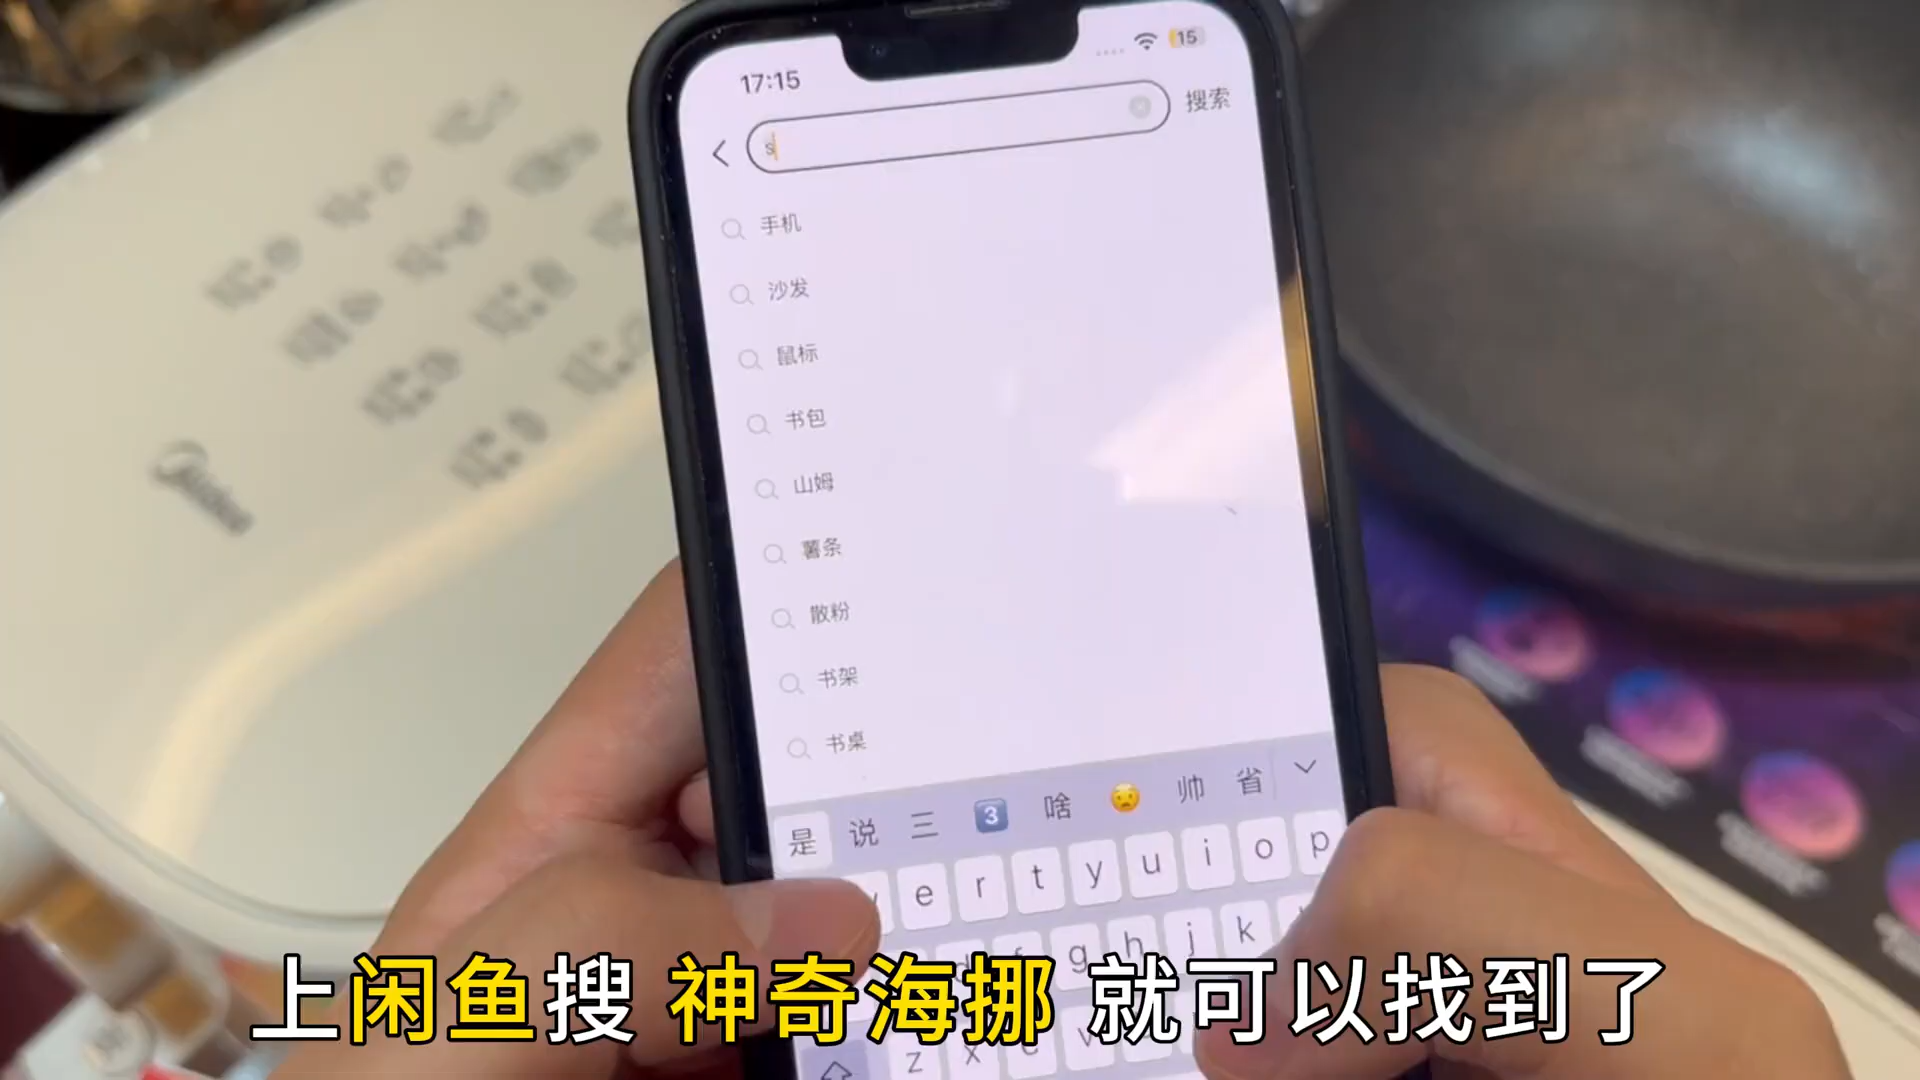 17:15
15
s
搜索
手机
沙发
鼠标
书包
山姆
薯条
散粉
书架
书桌
是 说 三 3 啥 帅 省
e r t y u i o p
f g h j k
z x c v
上闲鱼搜 神奇海挪 就可以找到了
Midea